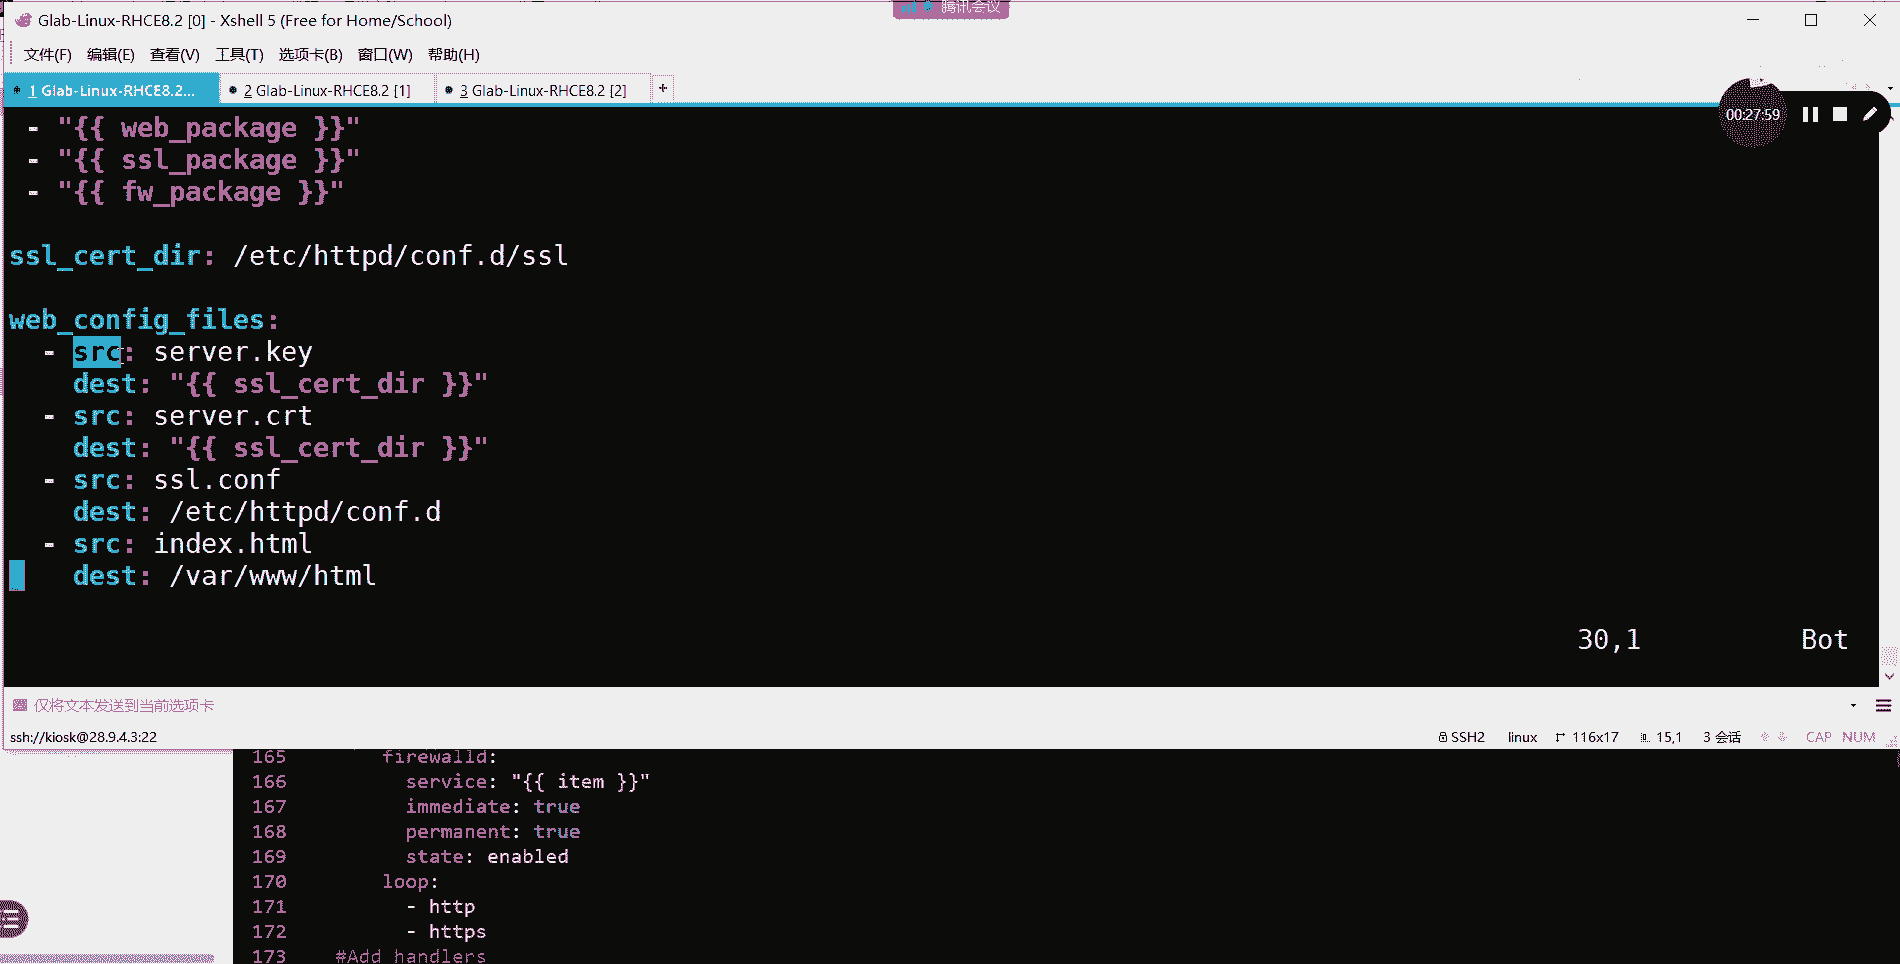 Glab-Linux-RHCE8.2 [0] - Xshell 5 (Free for Home/School)
腾讯会议
文件(F) 编辑(E) 查看(V) 工具(T) 选项卡(B) 窗口(W) 帮助(H)
1 Glab-Linux-RHCE8.2... 2 Glab-Linux-RHCE8.2 [1] 3 Glab-Linux-RHCE8.2 [2] +
00:27:59
- "{{ web_package }}"
- "{{ ssl_package }}"
- "{{ fw_package }}"
ssl_cert_dir: /etc/httpd/conf.d/ssl
web_config_files:
- src: server.key
dest: "{{ ssl_cert_dir }}"
- src: server.crt
dest: "{{ ssl_cert_dir }}"
- src: ssl.conf
dest: /etc/httpd/conf.d
- src: index.html
dest: /var/www/html
30,1 Bot
仅将文本发送到当前选项卡
ssh://kiosk@28.9.4.3:22 SSH2 linux 116x17 15,1 3 会话 CAP NUM
165 firewalld:
166 service: "{{ item }}"
167 immediate: true
168 permanent: true
169 state: enabled
170 loop:
171 - http
172 - https
173 #Add handlers